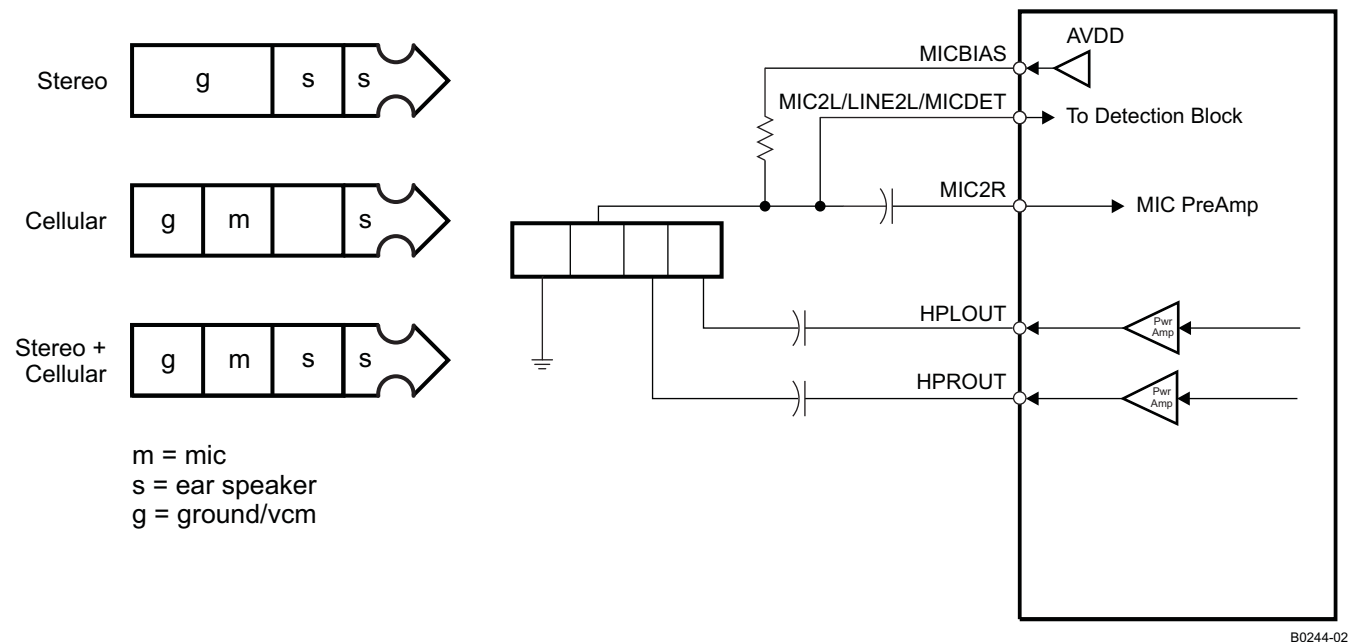 Stereo
g
s
s
Cellular
g
m
s
Stereo +
Cellular
g
m
s
s
m = mic
s = ear speaker
g = ground/vcm
MICBIAS
AVDD
MIC2L/LINE2L/MICDET
To Detection Block
MIC2R
MIC PreAmp
HPLOUT
Pwr
Amp
HPROUT
Pwr
Amp
B0244-02